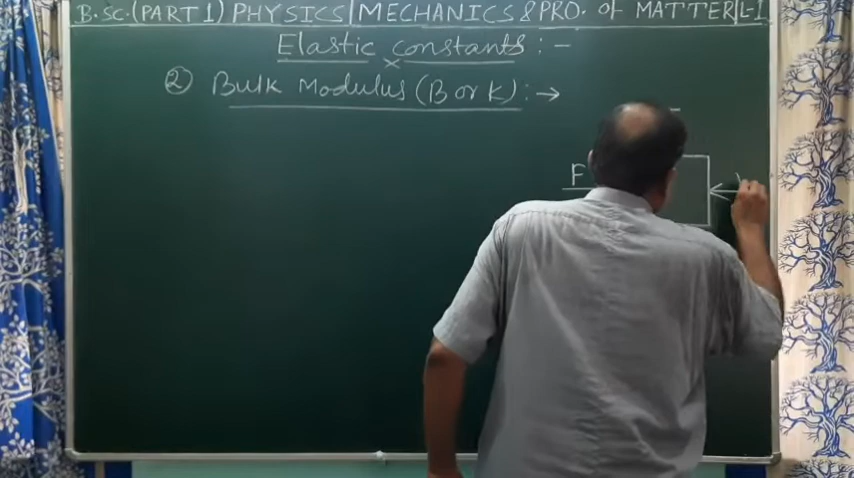 B.SC.(PART 1) PHYSICS|MECHANICS & PRO. of MATTER|L-1
Elastic constants :-
② Bulk Modulus (B or K) :→
F